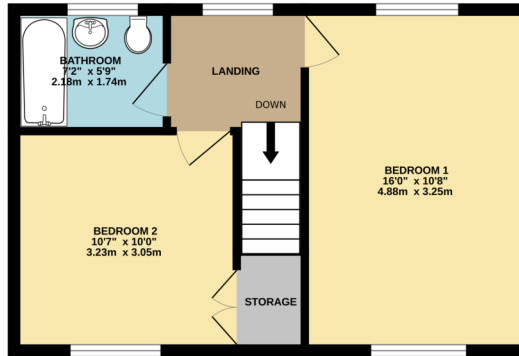 BATHROOM
7'2" x 5'9"
2.18m x 1.74m
LANDING
DOWN
BEDROOM 1
16'0" x 10'8"
4.88m x 3.25m
BEDROOM 2
10'7" x 10'0"
3.23m x 3.05m
STORAGE